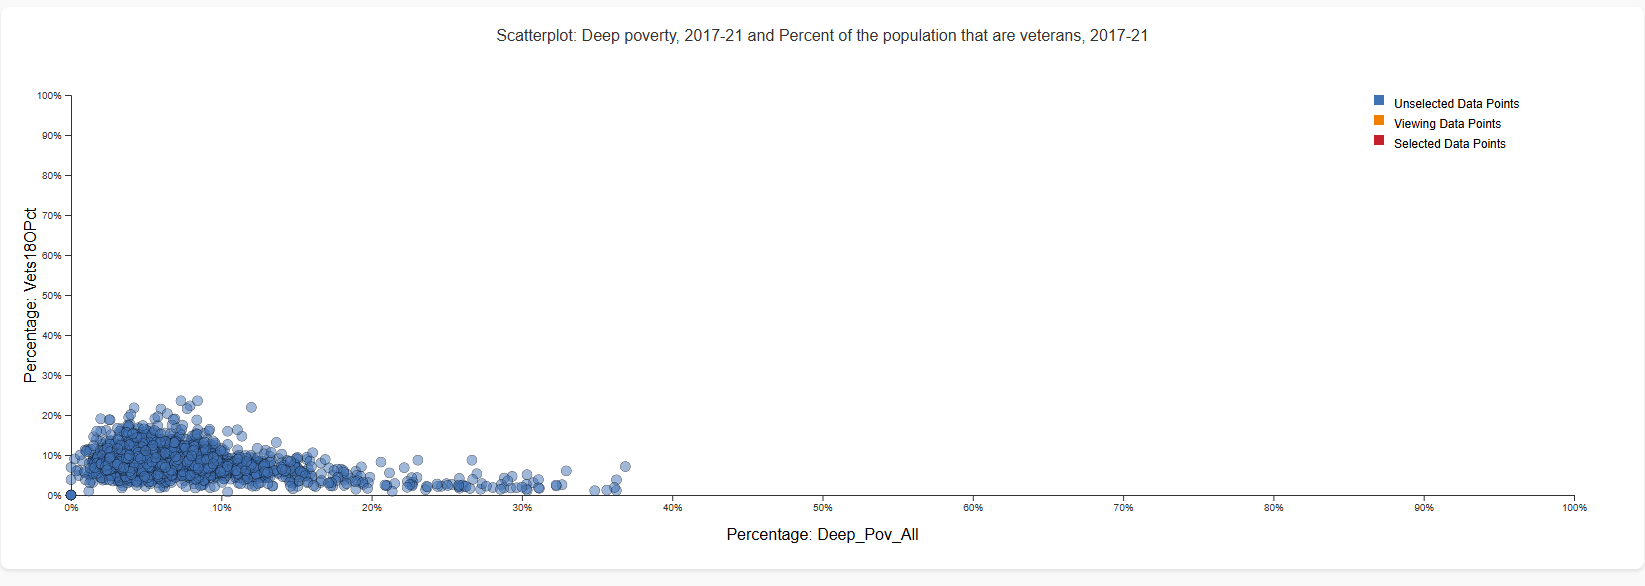 Scatterplot: Deep poverty, 2017-21 and Percent of the population that are veterans, 2017-21
Unselected Data Points
Viewing Data Points
Selected Data Points
Percentage: Vets18OPct
100%
90%
80%
70%
60%
50%
40%
30%
20%
10%
0%
0% 10% 20% 30% 40% 50% 60% 70% 80% 90% 100%
Percentage: Deep_Pov_All